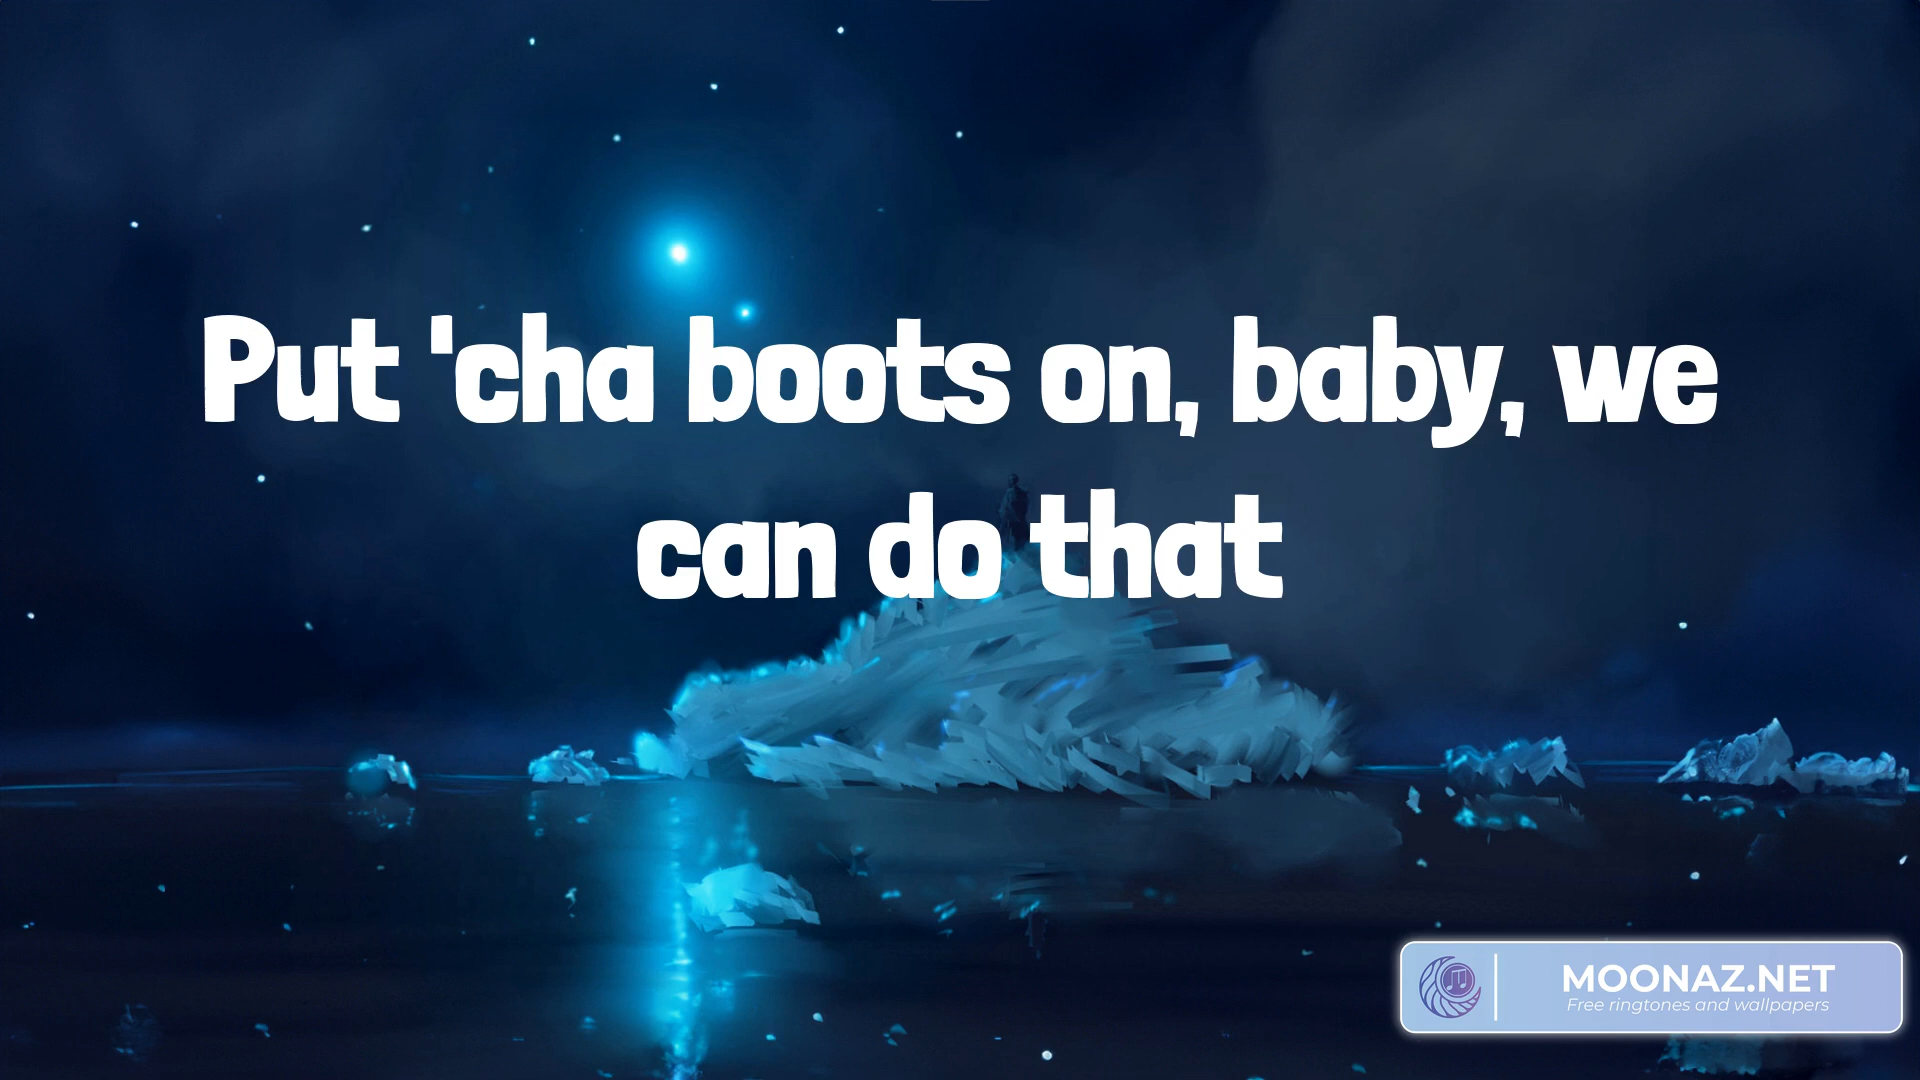 Put 'cha boots on, baby, we
can do that
MOONAZ.NET
Free ringtones and wallpapers